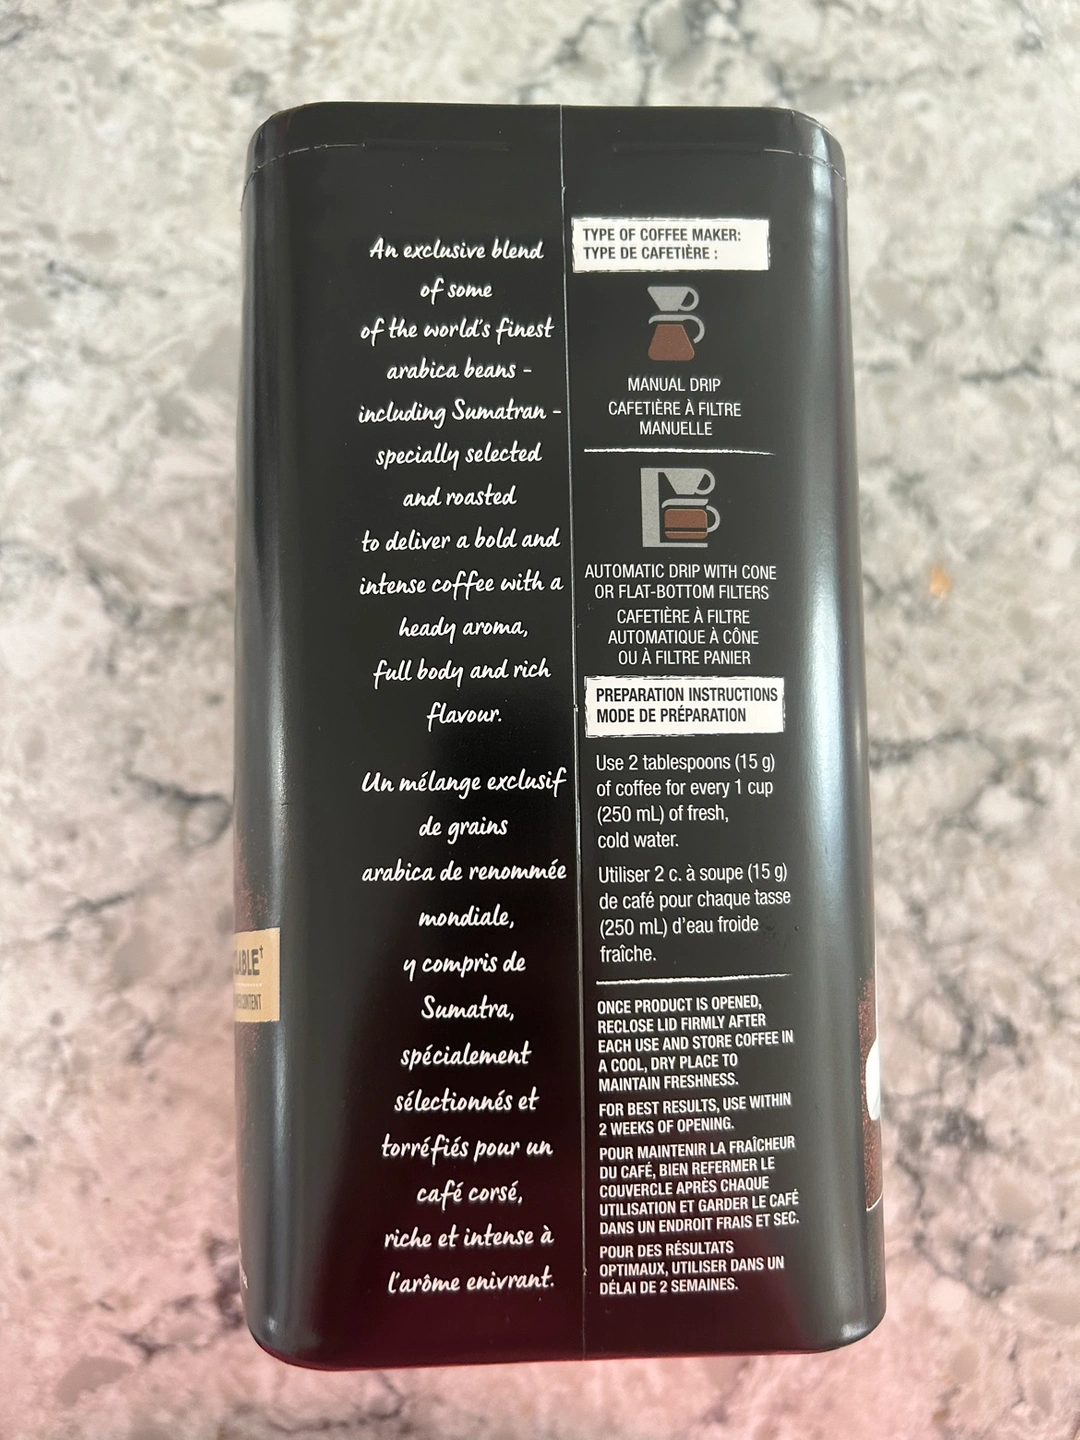 An exclusive blend
of some
of the world's finest
arabica beans -
including Sumatran -
specially selected
and roasted
to deliver a bold and
intense coffee with a
heady aroma,
full body and rich
flavour.
Un mélange exclusif
de grains
arabica de renommée
mondiale,
y compris de
Sumatra,
spécialement
sélectionnés et
torréfiés pour un
café corsé,
riche et intense à
l'arôme enivrant.
TYPE OF COFFEE MAKER:
TYPE DE CAFETIÈRE :
MANUAL DRIP
CAFETIÈRE À FILTRE
MANUELLE
AUTOMATIC DRIP WITH CONE
OR FLAT-BOTTOM FILTERS
CAFETIÈRE À FILTRE
AUTOMATIQUE À CÔNE
OU À FILTRE PANIER
PREPARATION INSTRUCTIONS
MODE DE PRÉPARATION
Use 2 tablespoons (15 g)
of coffee for every 1 cup
(250 mL) of fresh,
cold water.
Utiliser 2 c. à soupe (15 g)
de café pour chaque tasse
(250 mL) d'eau froide
fraîche.
ONCE PRODUCT IS OPENED,
RECLOSE LID FIRMLY AFTER
EACH USE AND STORE COFFEE IN
A COOL, DRY PLACE TO
MAINTAIN FRESHNESS.
FOR BEST RESULTS, USE WITHIN
2 WEEKS OF OPENING.
POUR MAINTENIR LA FRAÎCHEUR
DU CAFÉ, BIEN REFERMER LE
COUVERCLE APRÈS CHAQUE
UTILISATION ET GARDER LE CAFÉ
DANS UN ENDROIT FRAIS ET SEC.
POUR DES RÉSULTATS
OPTIMAUX, UTILISER DANS UN
DÉLAI DE 2 SEMAINES.